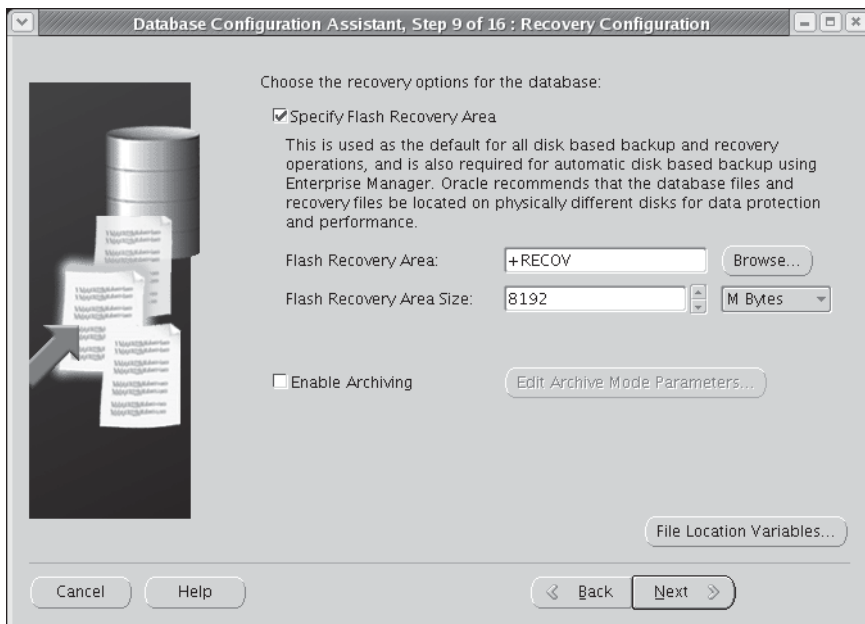 Database Configuration Assistant, Step 9 of 16 : Recovery Configuration
Choose the recovery options for the database:
Specify Flash Recovery Area
This is used as the default for all disk based backup and recovery
operations, and is also required for automatic disk based backup using
Enterprise Manager. Oracle recommends that the database files and
recovery files be located on physically different disks for data protection
and performance.
Flash Recovery Area: +RECOV Browse...
Flash Recovery Area Size: 8192 M Bytes
Enable Archiving Edit Archive Mode Parameters...
File Location Variables...
Cancel Help Back Next